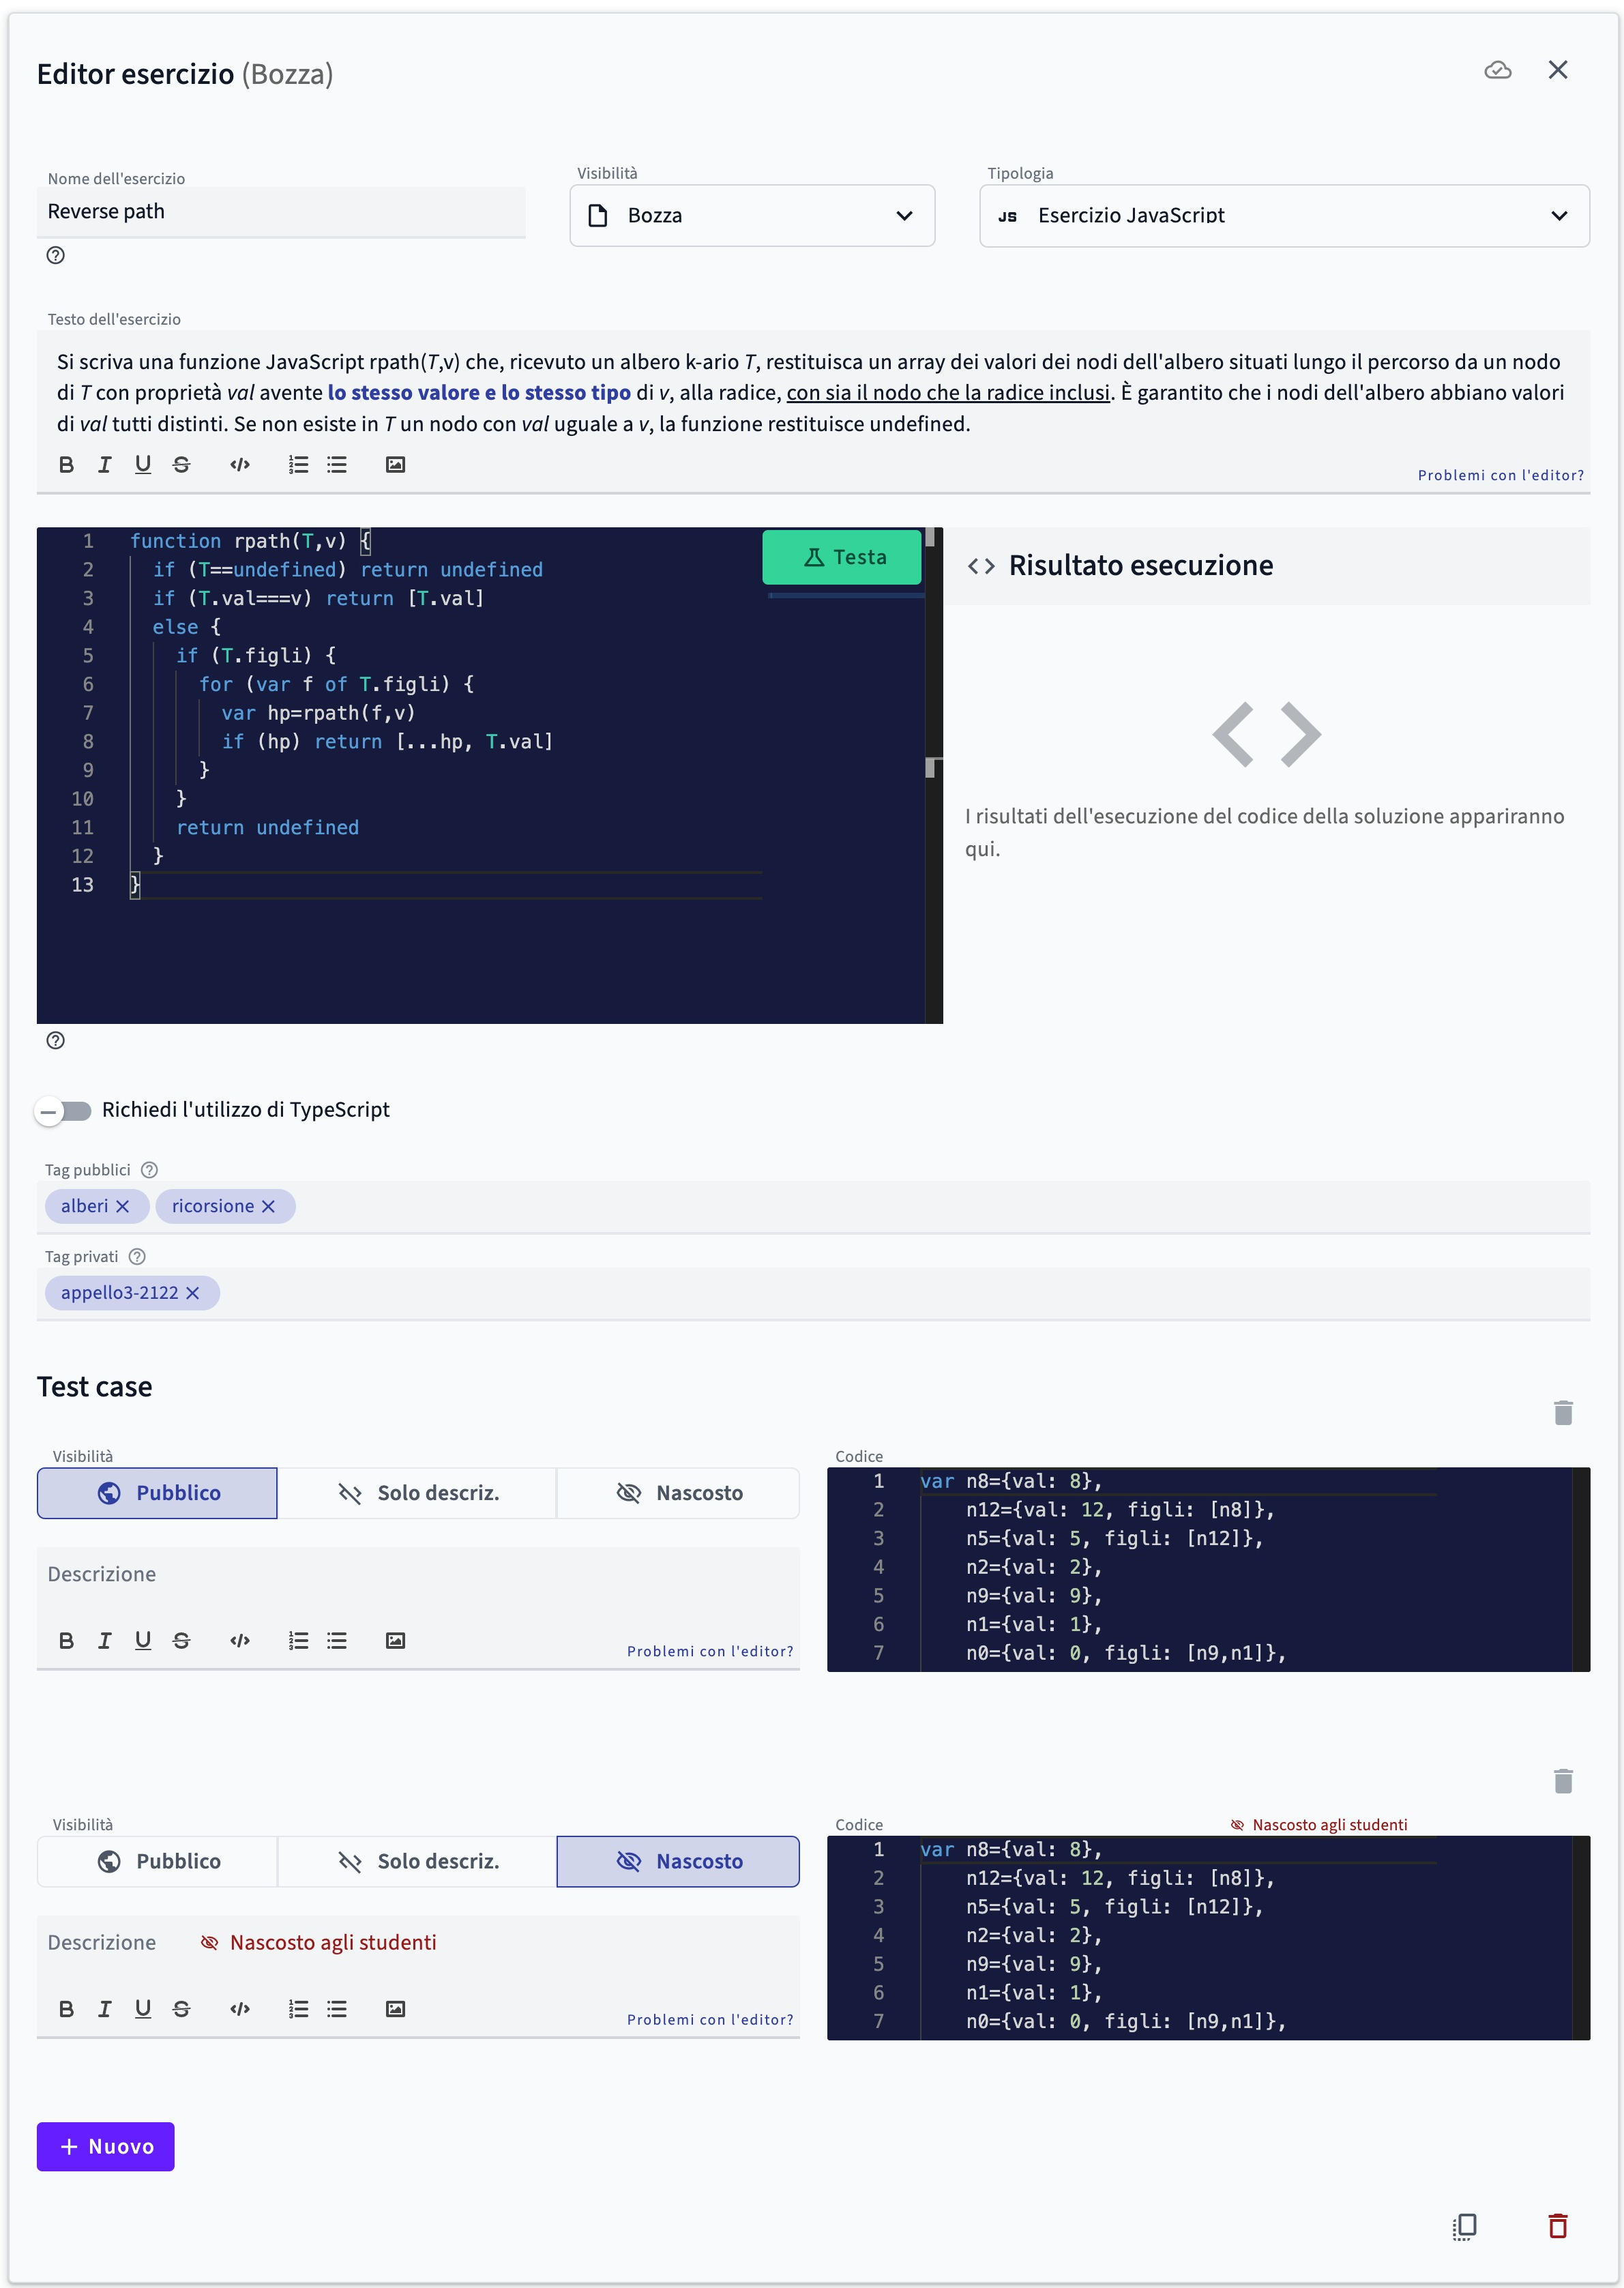 Editor esercizio (Bozza)
Nome dell'esercizio
Reverse path
Visibilità
Bozza
Tipologia
JS Esercizio JavaScript
Testo dell'esercizio
Si scriva una funzione JavaScript rpath(T,v) che, ricevuto un albero k-ario T, restituisca un array dei valori dei nodi dell'albero situati lungo il percorso da un nodo
di T con proprietà val avente lo stesso valore e lo stesso tipo di v, alla radice, con sia il nodo che la radice inclusi. È garantito che i nodi dell'albero abbiano valori
di val tutti distinti. Se non esiste in T un nodo con val uguale a v, la funzione restituisce undefined.
Problemi con l'editor?
1 function rpath(T,v) {
2 if (T==undefined) return undefined
3 if (T.val===v) return [T.val]
4 else {
5 if (T.figli) {
6 for (var f of T.figli) {
7 var hp=rpath(f,v)
8 if (hp) return [...hp, T.val]
9 }
10 }
11 return undefined
12 }
13 }
Testa
Risultato esecuzione
I risultati dell'esecuzione del codice della soluzione appariranno
qui.
Richiedi l'utilizzo di TypeScript
Tag pubblici
alberi ricorsione
Tag privati
appello3-2122
Test case
Visibilità
Pubblico Solo descriz. Nascosto
Descrizione
Problemi con l'editor?
Codice
1 var n8={val: 8},
2 n12={val: 12, figli: [n8]},
3 n5={val: 5, figli: [n12]},
4 n2={val: 2},
5 n9={val: 9},
6 n1={val: 1},
7 n0={val: 0, figli: [n9,n1]},
Visibilità
Pubblico Solo descriz. Nascosto
Descrizione Nascosto agli studenti
Problemi con l'editor?
Codice Nascosto agli studenti
1 var n8={val: 8},
2 n12={val: 12, figli: [n8]},
3 n5={val: 5, figli: [n12]},
4 n2={val: 2},
5 n9={val: 9},
6 n1={val: 1},
7 n0={val: 0, figli: [n9,n1]},
+ Nuovo